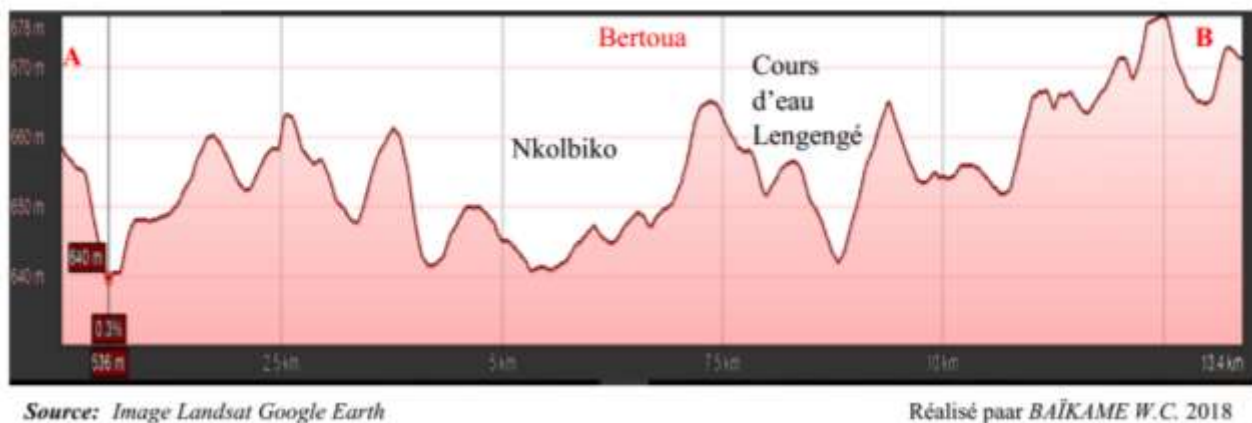 678 m
A
Bertoua
B
670 m
Cours
d'eau
Lengengé
660 m
Nkolbiko
650 m
640 m
640 m
0.3%
536 m
2.5 km
5 km
7.5 km
10 km
13.4 km
Source: Image Landsat Google Earth
Réalisé paar BAÏKAME W.C. 2018